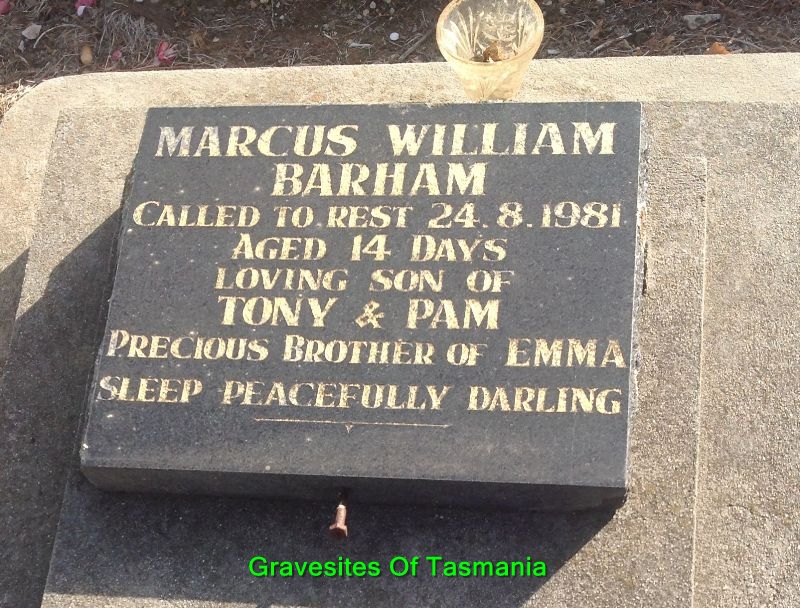 MARCUS WILLIAM
BARHAM
CALLED TO REST 24.8.1981
AGED 14 DAYS
LOVING SON OF
TONY & PAM
PRECIOUS BROTHER OF EMMA
SLEEP PEACEFULLY DARLING
Gravesites Of Tasmania